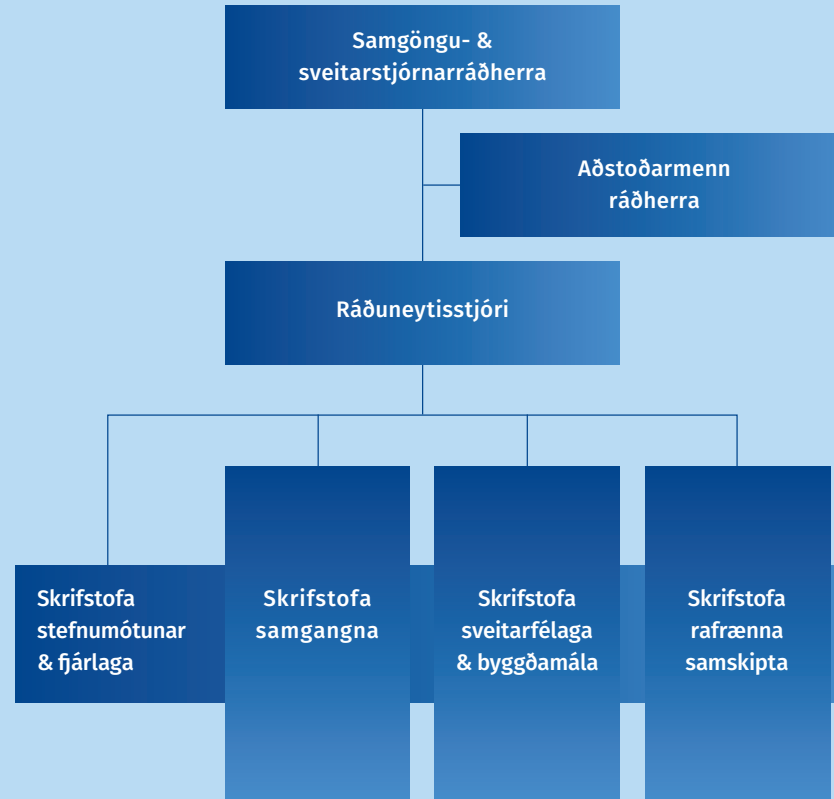 Samgöngu- &
sveitarstjórnarráðherra
Aðstoðarmenn
ráðherra
Ráðuneytisstjóri
Skrifstofa
stefnumótunar
& fjárlaga
Skrifstofa
samgangna
Skrifstofa
sveitarfélaga
& byggðamála
Skrifstofa
rafrænna
samskipta